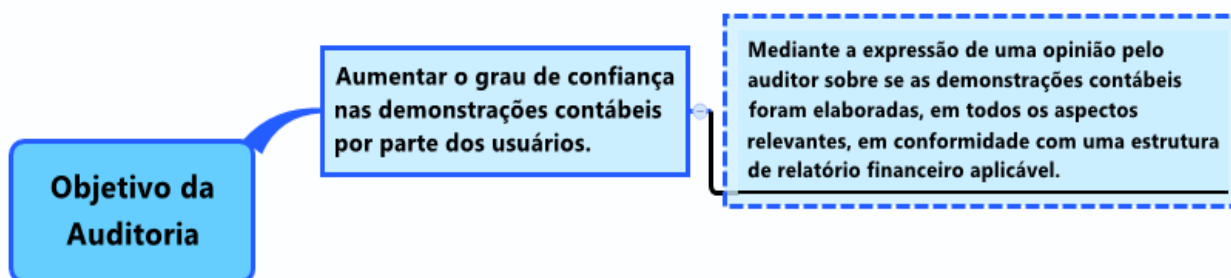 Objetivo da
Auditoria
Aumentar o grau de confiança
nas demonstrações contábeis
por parte dos usuários.
Mediante a expressão de uma opinião pelo
auditor sobre se as demonstrações contábeis
foram elaboradas, em todos os aspectos
relevantes, em conformidade com uma estrutura
de relatório financeiro aplicável.